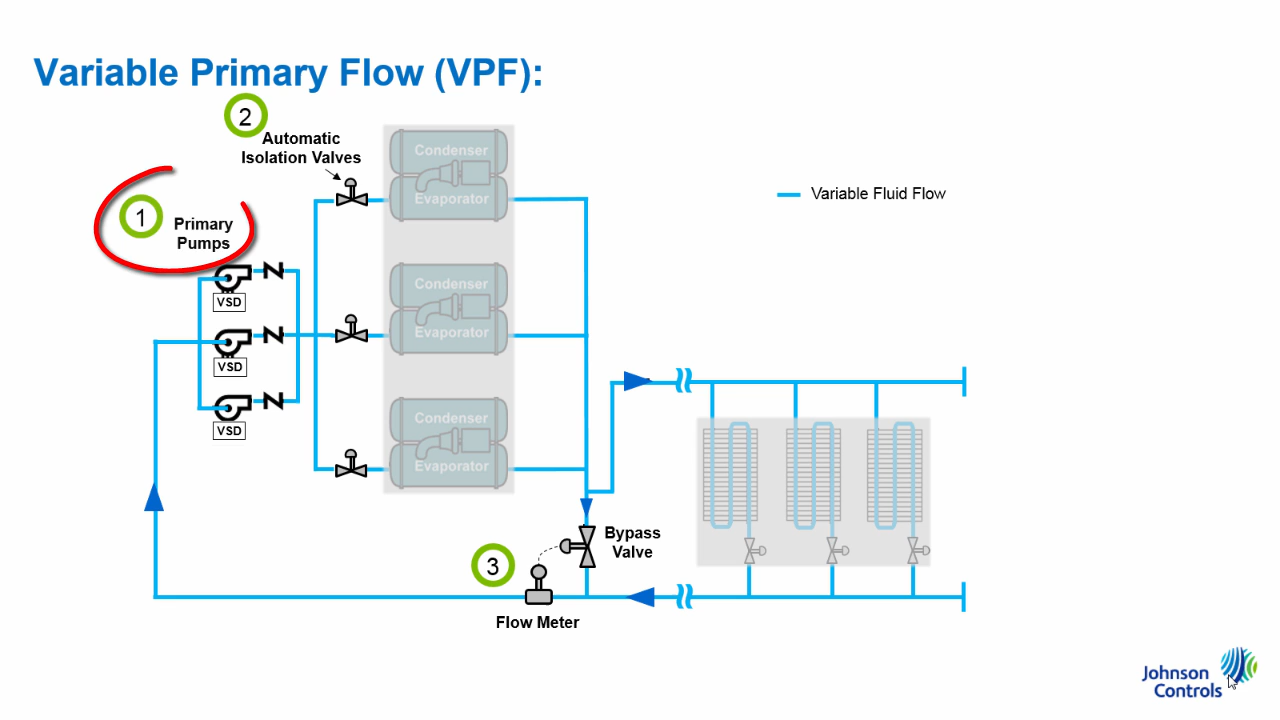 Variable Primary Flow (VPF):
2
Automatic
Isolation Valves
Condenser
Evaporator
Variable Fluid Flow
1
Primary
Pumps
VSD
Condenser
Evaporator
VSD
VSD
Condenser
Evaporator
Bypass
Valve
3
Flow Meter
Johnson
Controls